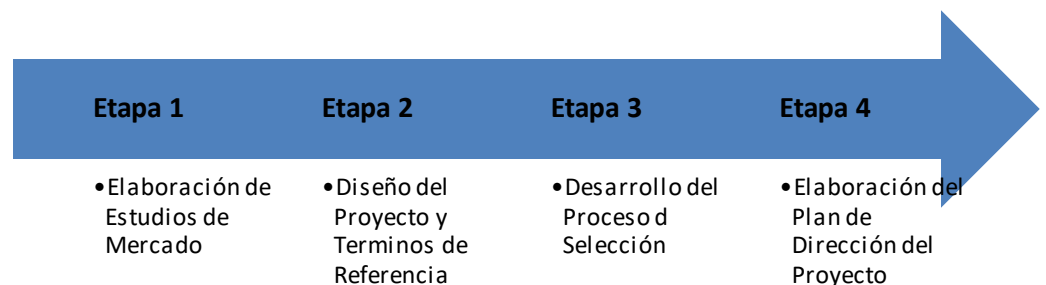 Etapa 1
•Elaboración de
Estudios de
Mercado
Etapa 2
•Diseño del
Proyecto y
Terminos de
Referencia
Etapa 3
•Desarrollo del
Proceso d
Selección
Etapa 4
•Elaboración del
Plan de
Dirección del
Proyecto